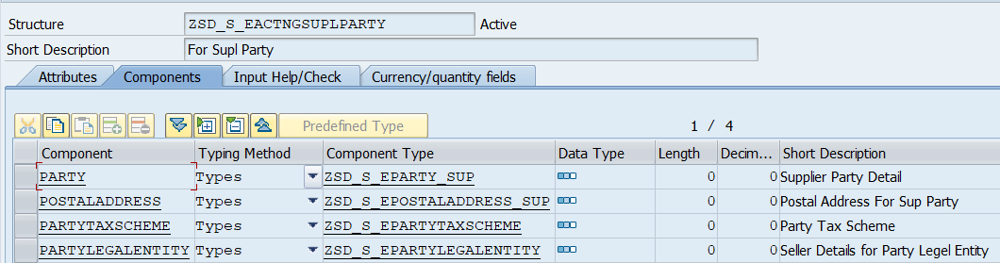 Structure ZSD_S_EACTNGSUPLPARTY Active
Short Description For Supl Party
Attributes Components Input Help/Check Currency/quantity fields
Predefined Type 1 / 4
Component Typing Method Component Type Data Type Length Decim... Short Description
PARTY Types ZSD_S_EPARTY_SUP 0 0 Supplier Party Detail
POSTALADDRESS Types ZSD_S_EPOSTALADDRESS_SUP 0 0 Postal Address For Sup Party
PARTYTAXSCHEME Types ZSD_S_EPARTYTAXSCHEME 0 0 Party Tax Scheme
PARTYLEGALENTITY Types ZSD_S_EPARTYLEGALENTITY 0 0 Seller Details for Party Legel Entity